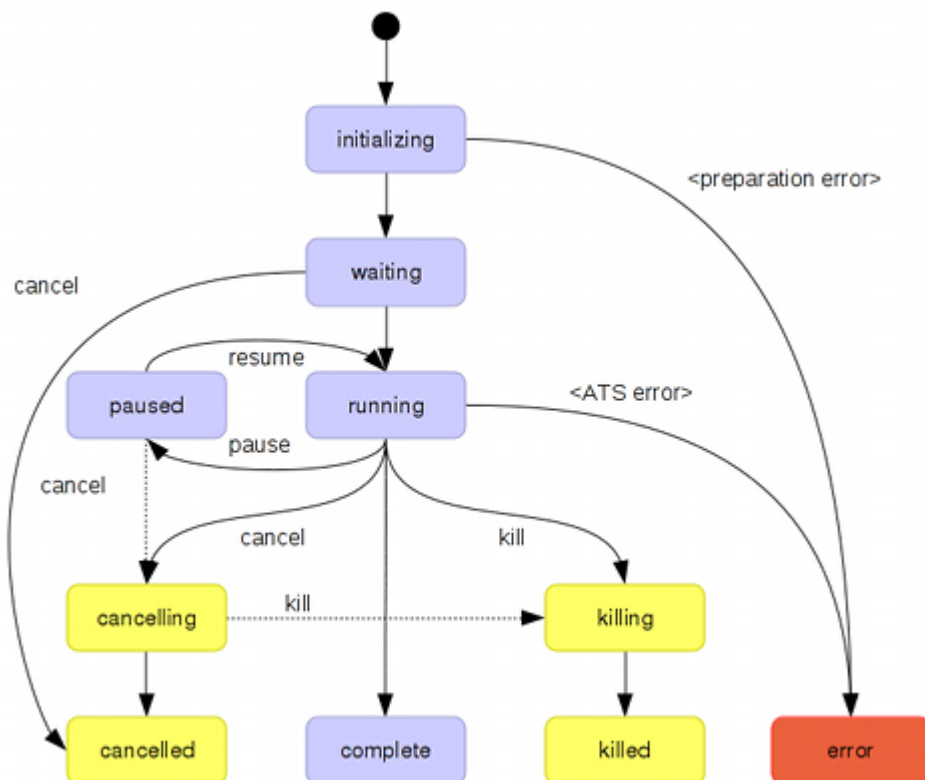 initializing
<preparation error>
waiting
cancel
resume
paused
running
<ATS error>
pause
cancel
cancel
kill
cancelling
kill
killing
cancelled
complete
killed
error